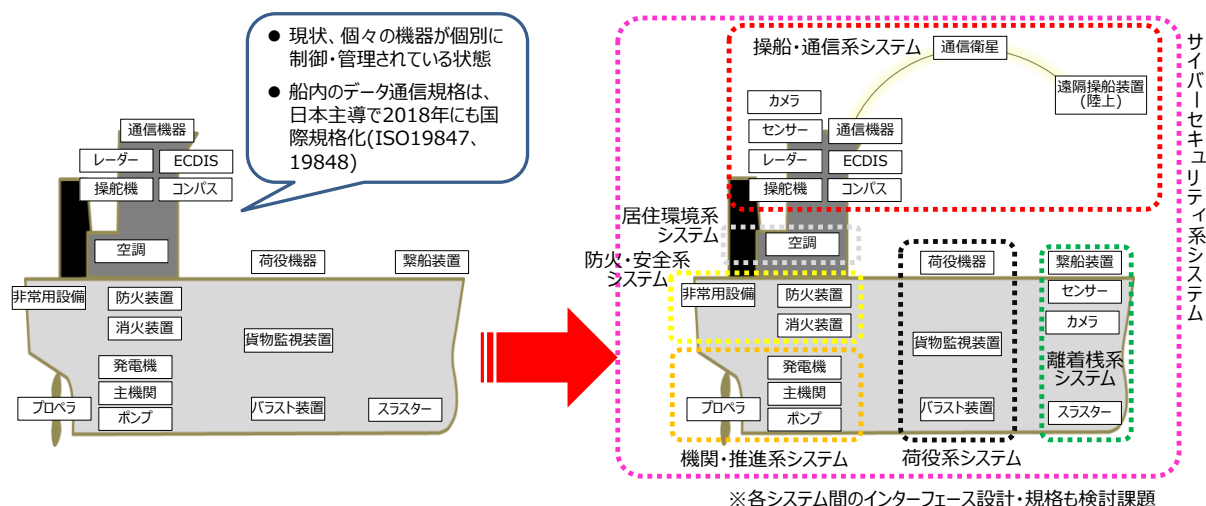 ● 現状、個々の機器が個別に
制御・管理されている状態
● 船内のデータ通信規格は、
日本主導で2018年にも国
際規格化(ISO19847、
19848)
通信機器
レーダー
ECDIS
操舵機
コンパス
空調
荷役機器
繋船装置
非常用設備
防火装置
消火装置
貨物監視装置
発電機
主機関
プロペラ
ポンプ
バラスト装置
スラスター
サイバーセキュリティ系システム
操船・通信系システム
通信衛星
遠隔操船装置
(陸上)
カメラ
センサー
通信機器
レーダー
ECDIS
操舵機
コンパス
居住環境系
システム
空調
防火・安全系
システム
荷役機器
繋船装置
非常用設備
防火装置
センサー
消火装置
カメラ
貨物監視装置
離着桟系
システム
発電機
主機関
プロペラ
ポンプ
バラスト装置
スラスター
機関・推進系システム
荷役系システム
※各システム間のインターフェース設計・規格も検討課題